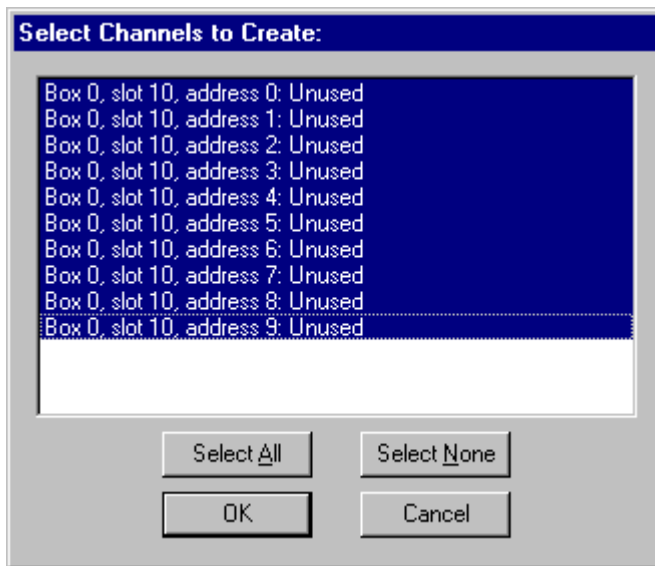 Select Channels to Create:
Box 0, slot 10, address 0: Unused
Box 0, slot 10, address 1: Unused
Box 0, slot 10, address 2: Unused
Box 0, slot 10, address 3: Unused
Box 0, slot 10, address 4: Unused
Box 0, slot 10, address 5: Unused
Box 0, slot 10, address 6: Unused
Box 0, slot 10, address 7: Unused
Box 0, slot 10, address 8: Unused
Box 0, slot 10, address 9: Unused
Select All Select None
OK Cancel